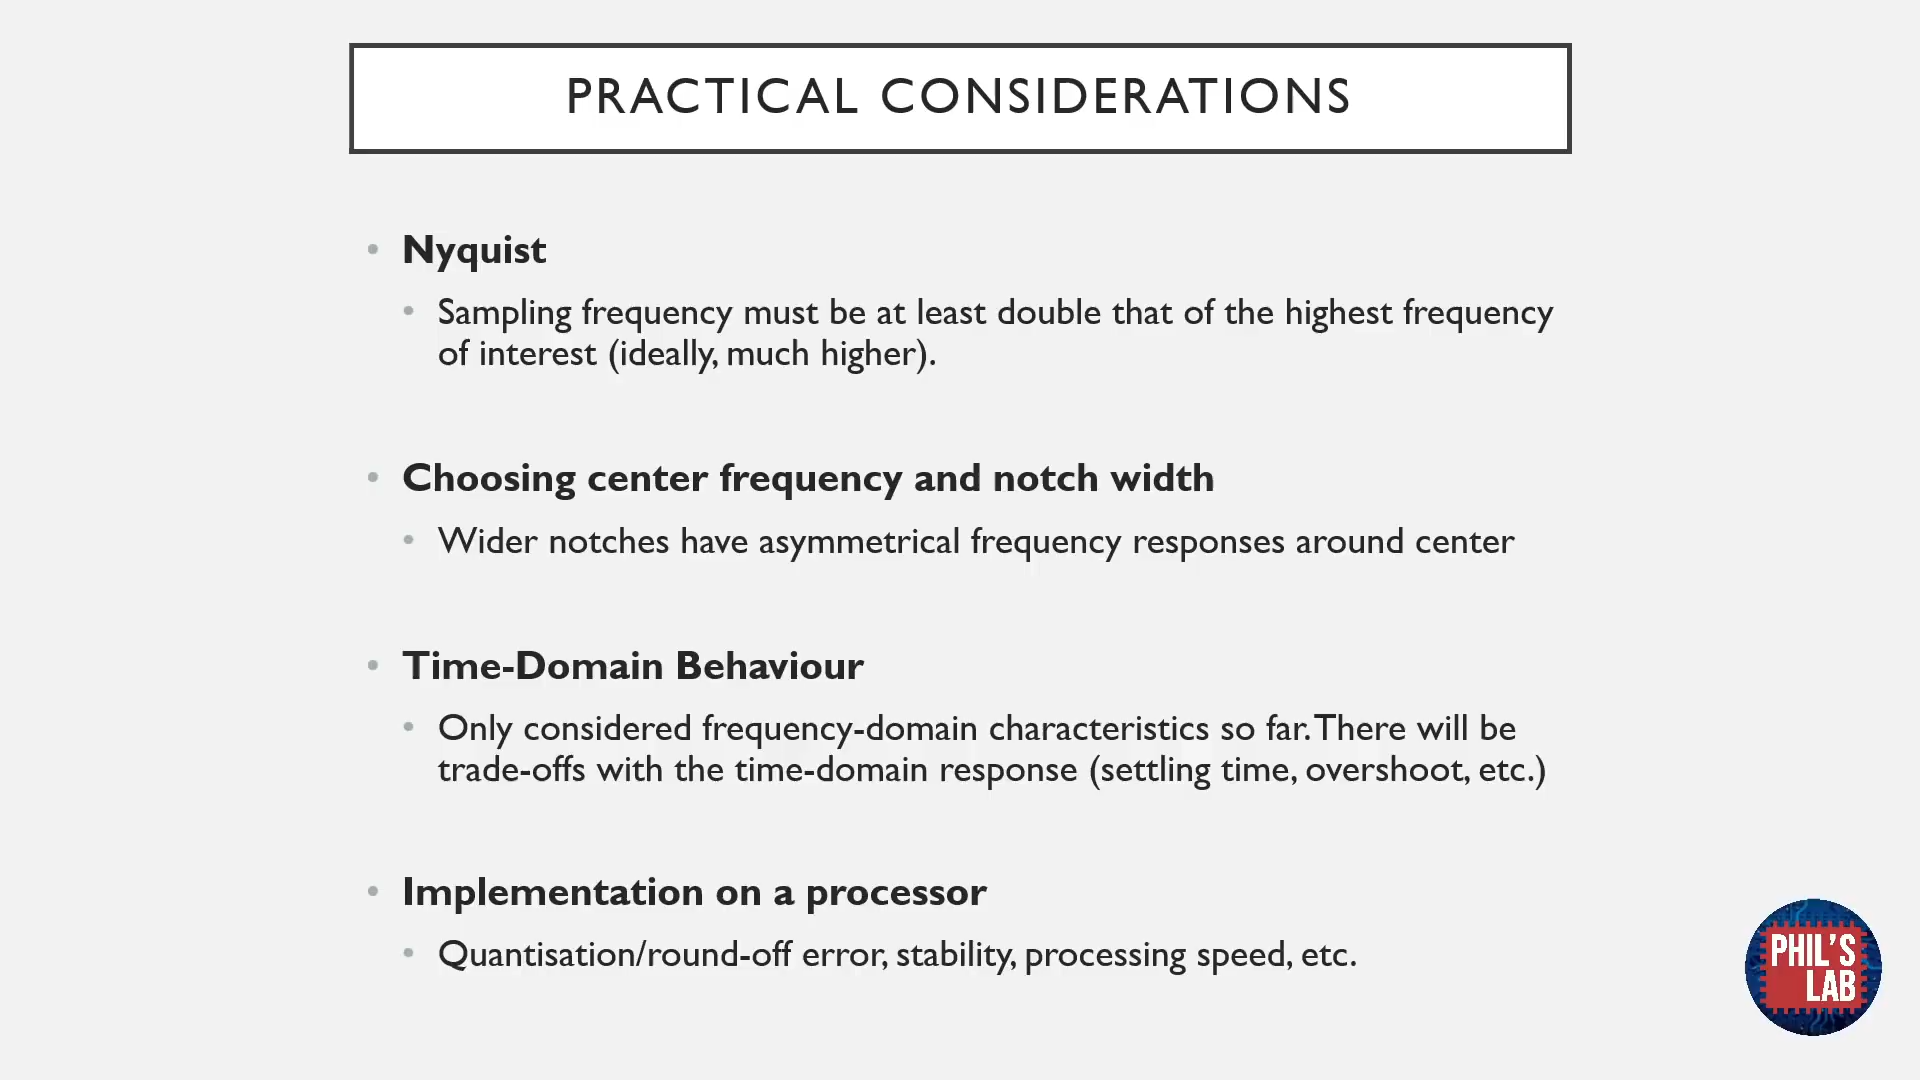 PRACTICAL CONSIDERATIONS
• Nyquist
• Sampling frequency must be at least double that of the highest frequency
of interest (ideally, much higher).
• Choosing center frequency and notch width
• Wider notches have asymmetrical frequency responses around center
• Time-Domain Behaviour
• Only considered frequency-domain characteristics so far. There will be
trade-offs with the time-domain response (settling time, overshoot, etc.)
• Implementation on a processor
• Quantisation/round-off error, stability, processing speed, etc.
PHIL'S
LAB